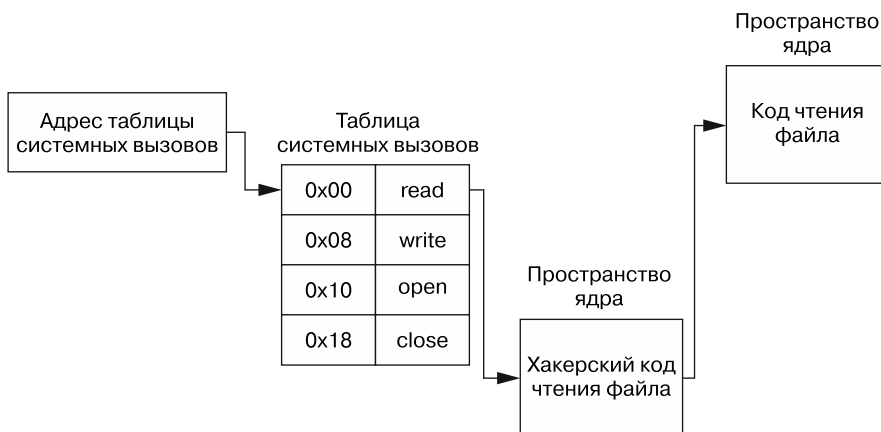 Пространство
ядра
Код чтения
файла
Адрес таблицы
системных вызовов
Таблица
системных вызовов
0x00 read
0x08 write
0x10 open
0x18 close
Пространство
ядра
Хакерский код
чтения файла